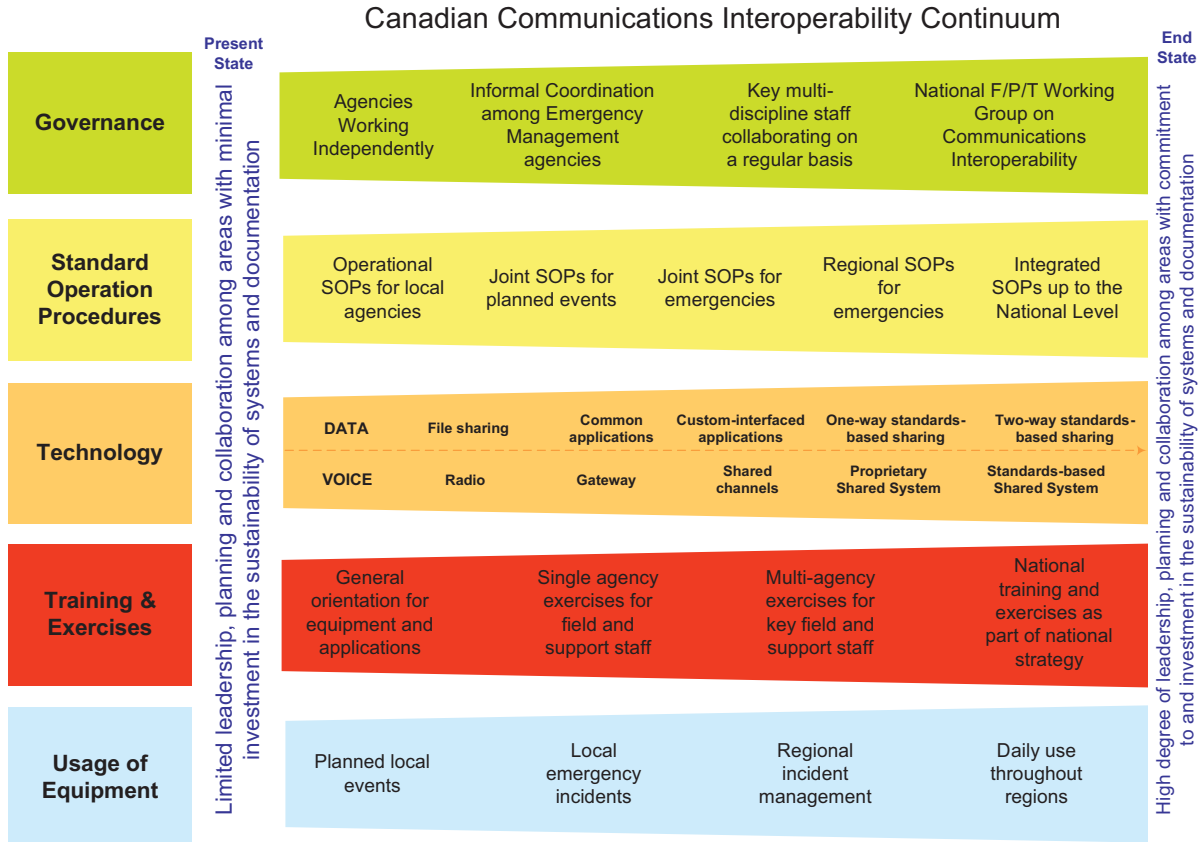 Canadian Communications Interoperability Continuum
Present
State
End
State
Limited leadership, planning and collaboration among areas with minimal
investment in the sustainability of systems and documentation
Governance
Agencies
Working
Independently
Informal Coordination
among Emergency
Management
agencies
Key multi-
discipline staff
collaborating on
a regular basis
National F/P/T Working
Group on
Communications
Interoperability
Standard
Operation
Procedures
Operational
SOPs for local
agencies
Joint SOPs for
planned events
Joint SOPs for
emergencies
Regional SOPs
for
emergencies
Integrated
SOPs up to the
National Level
Technology
DATA
File sharing
Common
applications
Custom-interfaced
applications
One-way standards-
based sharing
Two-way standards-
based sharing
VOICE
Radio
Gateway
Shared
channels
Proprietary
Shared System
Standards-based
Shared System
Training &
Exercises
General
orientation for
equipment and
applications
Single agency
exercises for
field and
support staff
Multi-agency
exercises for
key field and
support staff
National
training and
exercises as
part of national
strategy
Usage of
Equipment
Planned local
events
Local
emergency
incidents
Regional
incident
management
Daily use
throughout
regions
High degree of leadership, planning and collaboration among areas with commitment
to and investment in the sustainability of systems and documentation